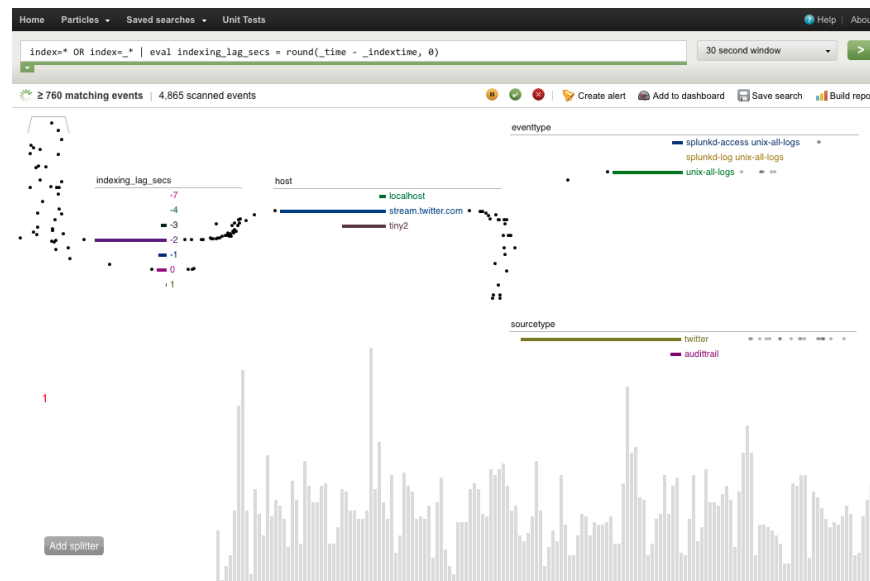 Home Particles Saved searches Unit Tests Help Abou
index=* OR index=_* | eval indexing_lag_secs = round(_time - _indextime, 0) 30 second window >
≥ 760 matching events | 4,865 scanned events Create alert Add to dashboard Save search Build repo
eventtype
splunkd-access unix-all-logs
splunkd-log unix-all-logs
unix-all-logs
indexing_lag_secs
-7
-4
-3
-2
-1
0
1
host
localhost
stream.twitter.com
tiny2
sourcetype
twitter
audittrail
1
Add splitter